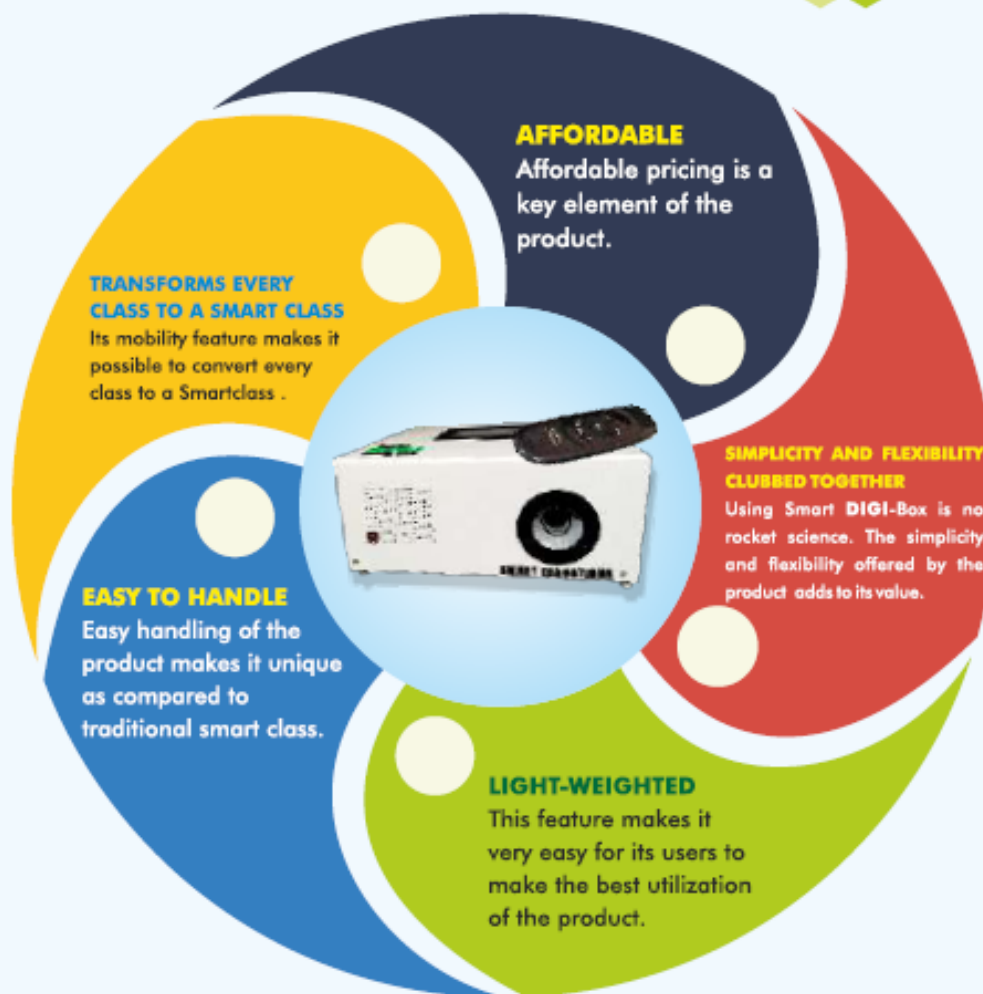 AFFORDABLE
Affordable pricing is a
key element of the
product.
TRANSFORMS EVERY
CLASS TO A SMART CLASS
Its mobility feature makes it
possible to convert every
class to a Smartclass .
SIMPLICITY AND FLEXIBILITY
CLUBBED TOGETHER
Using Smart DIGI-Box is no
rocket science. The simplicity
and flexibility offered by the
product adds to its value.
EASY TO HANDLE
Easy handling of the
product makes it unique
as compared to
traditional smart class.
LIGHT-WEIGHTED
This feature makes it
very easy for its users to
make the best utilization
of the product.